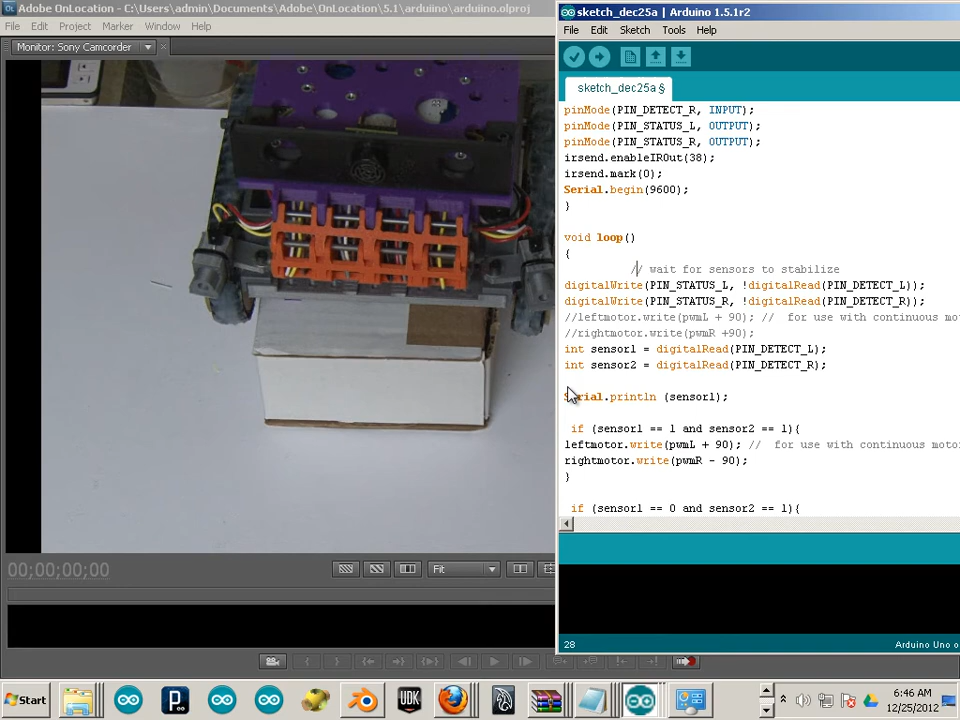 Adobe OnLocation - C:\Users\admin\Documents\Adobe\OnLocation\5.1\arduiino\arduiino.olproj
File Edit Project Marker Window Help
Monitor: Sony Camcorder
00;00;00;00
Fit
sketch_dec25a | Arduino 1.5.1r2
File Edit Sketch Tools Help
sketch_dec25a §
pinMode(PIN_DETECT_R, INPUT);
pinMode(PIN_STATUS_L, OUTPUT);
pinMode(PIN_STATUS_R, OUTPUT);
irsend.enableIROut(38);
irsend.mark(0);
Serial.begin(9600);
}
void loop()
{
// wait for sensors to stabilize
digitalWrite(PIN_STATUS_L, !digitalRead(PIN_DETECT_L));
digitalWrite(PIN_STATUS_R, !digitalRead(PIN_DETECT_R));
//leftmotor.write(pwmL + 90); // for use with continuous mo
//rightmotor.write(pwmR +90);
int sensor1 = digitalRead(PIN_DETECT_L);
int sensor2 = digitalRead(PIN_DETECT_R);
Serial.println (sensor1);
if (sensor1 == 1 and sensor2 == 1){
leftmotor.write(pwmL + 90); // for use with continuous motor
rightmotor.write(pwmR - 90);
}
if (sensor1 == 0 and sensor2 == 1){
28
Arduino Uno o
Start
UDK
6:46 AM
12/25/2012